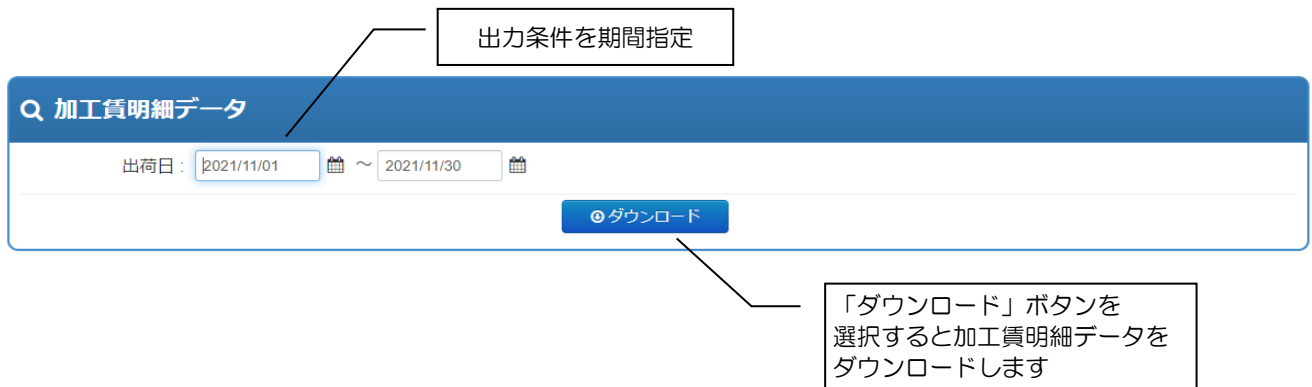 出力条件を期間指定
加工賃明細データ
出荷日 : 2021/11/01 ～ 2021/11/30
ダウンロード
「ダウンロード」ボタンを
選択すると加工賃明細データを
ダウンロードします